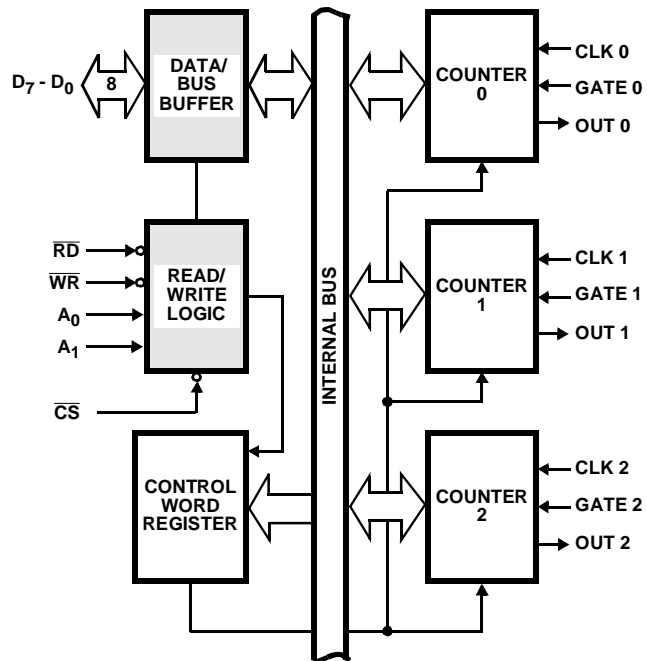 D7 - D0
8
DATA/
BUS
BUFFER
RD
WR
A0
A1
CS
READ/
WRITE
LOGIC
CONTROL
WORD
REGISTER
INTERNAL BUS
COUNTER
0
CLK 0
GATE 0
OUT 0
COUNTER
1
CLK 1
GATE 1
OUT 1
COUNTER
2
CLK 2
GATE 2
OUT 2